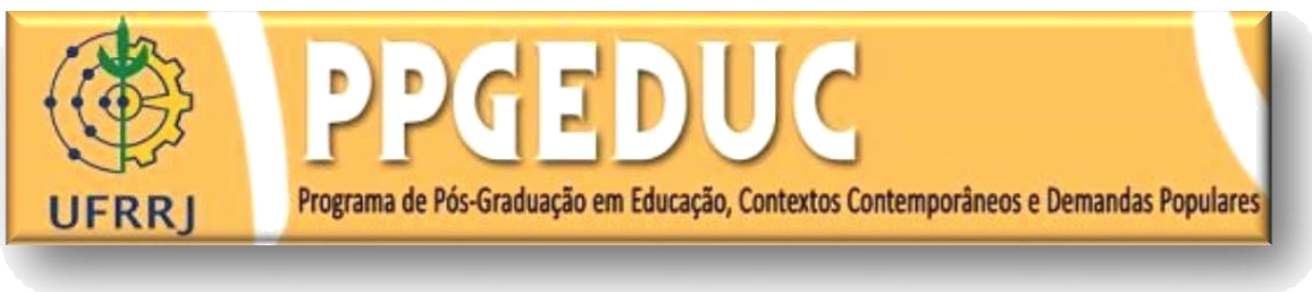 PPGEDUC
Programa de Pós-Graduação em Educação, Contextos Contemporâneos e Demandas Populares
UFRRJ